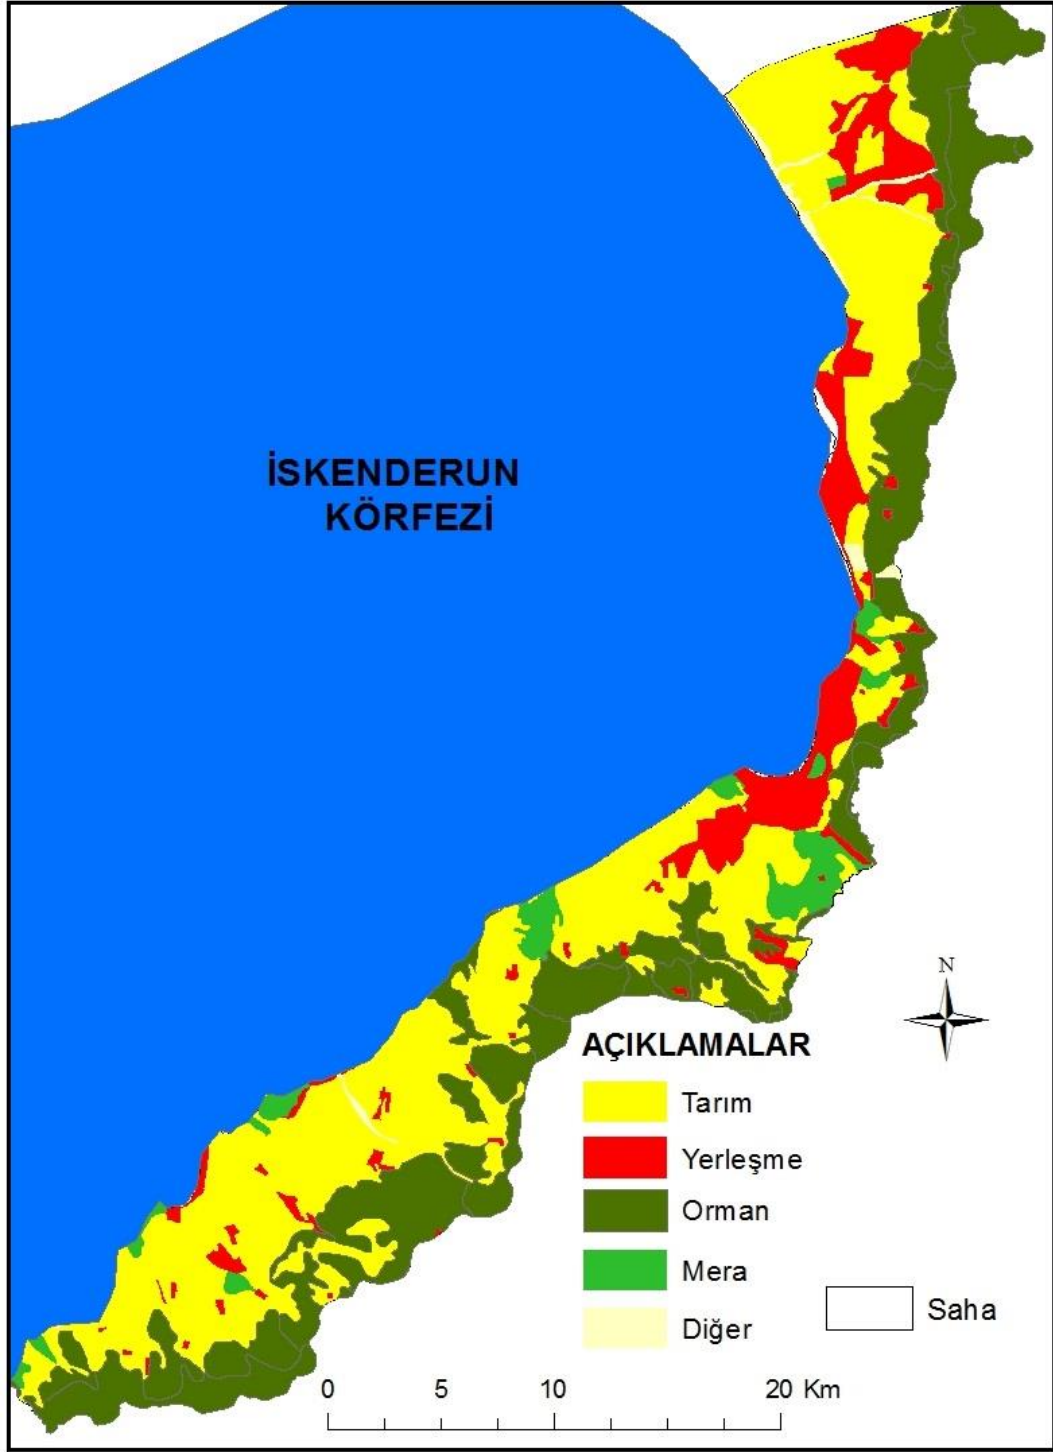 İSKENDERUN
KÖRFEZİ
N
AÇIKLAMALAR
Tarım
Yerleşme
Orman
Mera
Diğer
Saha
0 5 10 20 Km